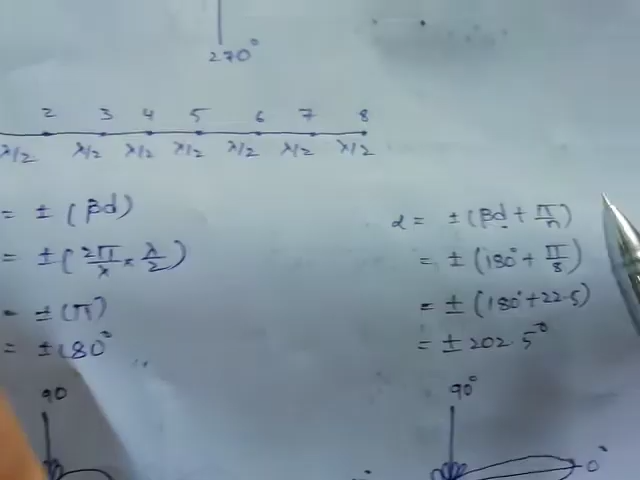 270°
2 3 4 5 6 7 8
λ/2 λ/2 λ/2 λ/2 λ/2 λ/2 λ/2
= ± (βd)
= ± (2π/λ × λ/2)
= ± (π)
= ±180°
α = ± (βd + π/n)
= ± (180° + π/8)
= ± (180° + 22.5)
= ± 202.5°
90
90°
0°